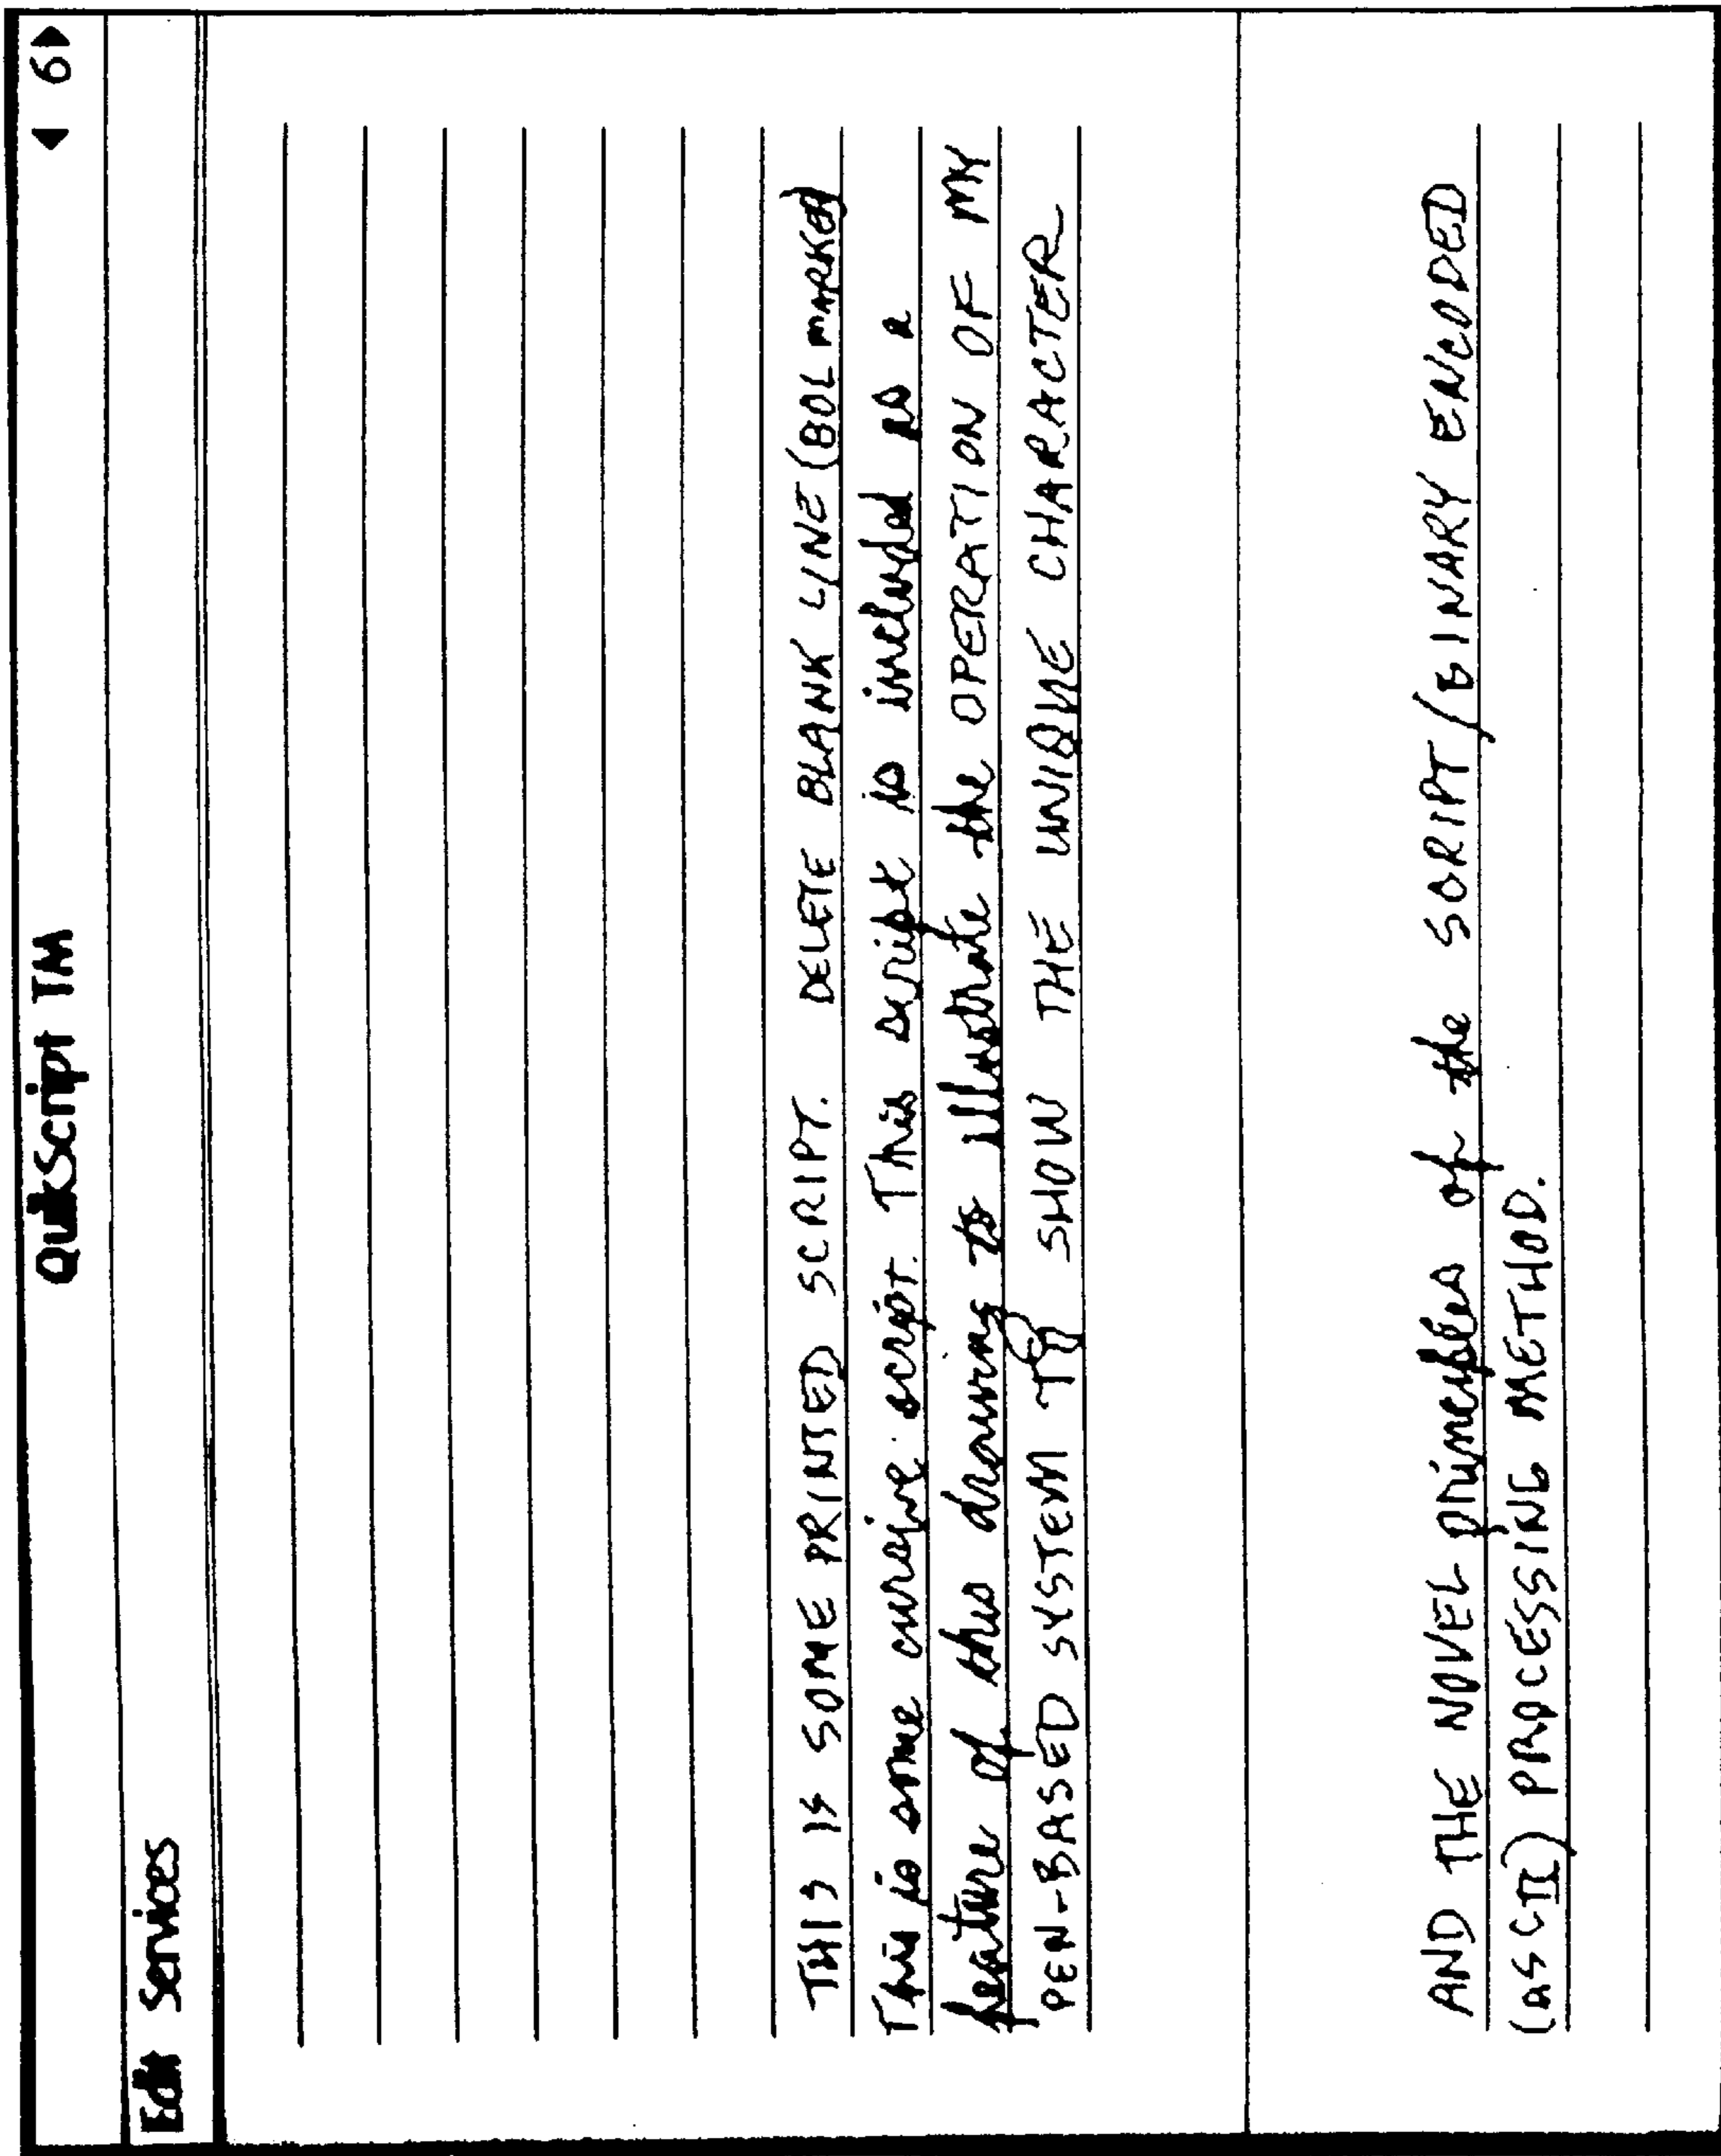 QuikScript TM ◀ 6▶
Edit Services
THIS IS SOME PRINTED SCRIPT. DELETE BLANK LINE (BOL MARKED)
This is some cursive script. This script is included as a
feature of this drawing to illustrate the OPERATION OF MY
PEN-BASED SYSTEM TO SHOW THE UNIQUE CHARACTER
AND THE NOVEL principles of the SCRIPT/BINARY ENCODED
(ASCII) PROCESSING METHOD.